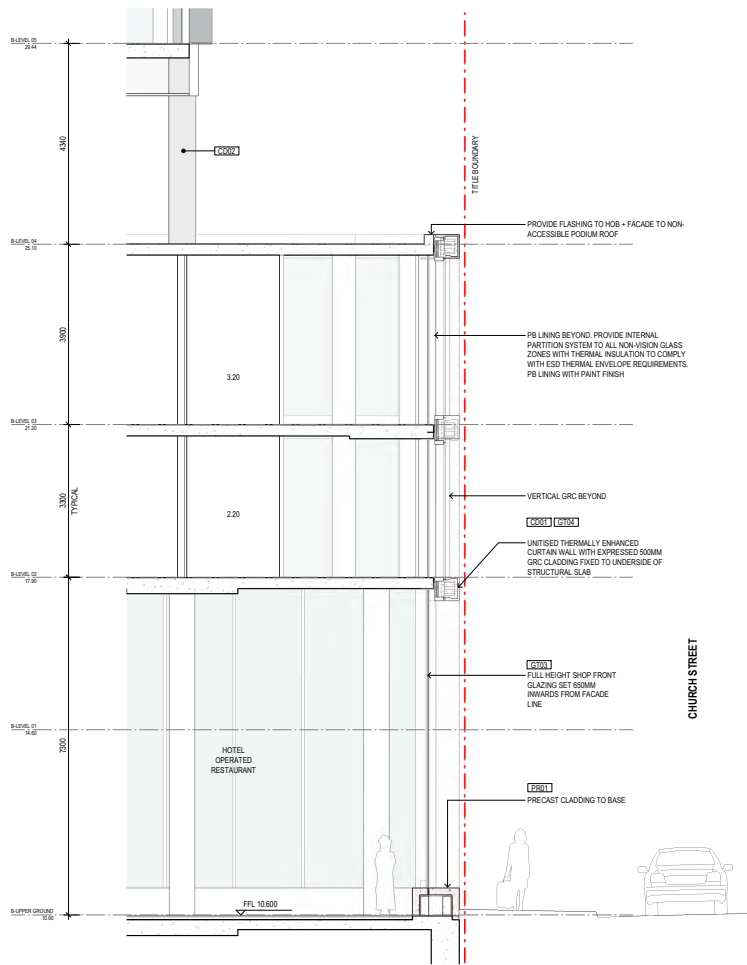 B-LEVEL 05
29.44
4340
CD02
TITLE BOUNDARY
PROVIDE FLASHING TO HOB + FACADE TO NON-
ACCESSIBLE PODIUM ROOF
B-LEVEL 04
25.10
3900
PB LINING BEYOND. PROVIDE INTERNAL
PARTITION SYSTEM TO ALL NON-VISION GLASS
ZONES WITH THERMAL INSULATION TO COMPLY
WITH ESD THERMAL ENVELOPE REQUIREMENTS.
PB LINING WITH PAINT FINISH
3.20
B-LEVEL 03
21.20
3300
TYPICAL
VERTICAL GRC BEYOND
2.20
CD01 GT04
UNITISED THERMALLY ENHANCED
CURTAIN WALL WITH EXPRESSED 500MM
GRC CLADDING FIXED TO UNDERSIDE OF
STRUCTURAL SLAB
B-LEVEL 02
17.90
CHURCH STREET
GT03
FULL HEIGHT SHOP FRONT
GLAZING SET 650MM
INWARDS FROM FACADE
LINE
B-LEVEL 01
14.60
7300
HOTEL
OPERATED
RESTAURANT
PR01
PRECAST CLADDING TO BASE
FFL 10.600
B-UPPER GROUND
10.60